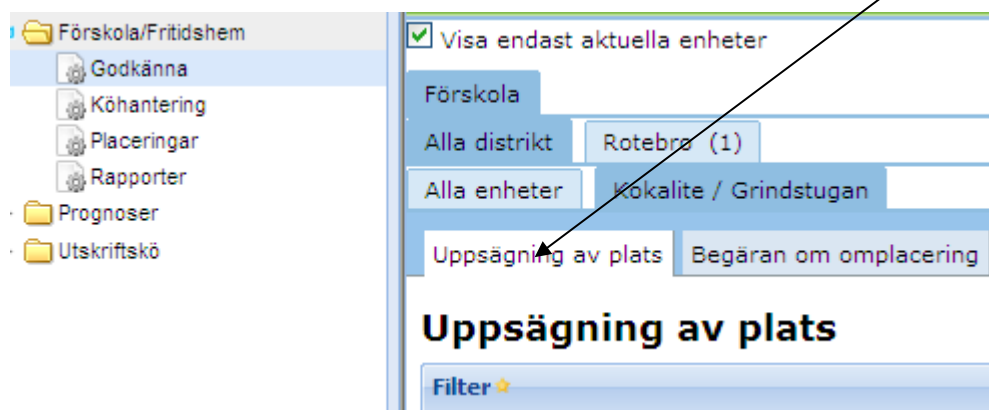 Förskola/Fritidshem
Godkänna
Köhantering
Placeringar
Rapporter
Prognoser
Utskriftskö
Visa endast aktuella enheter
Förskola
Alla distrikt Rotebro (1)
Alla enheter Kokalite / Grindstugan
Uppsägning av plats Begäran om omplacering
Uppsägning av plats
Filter